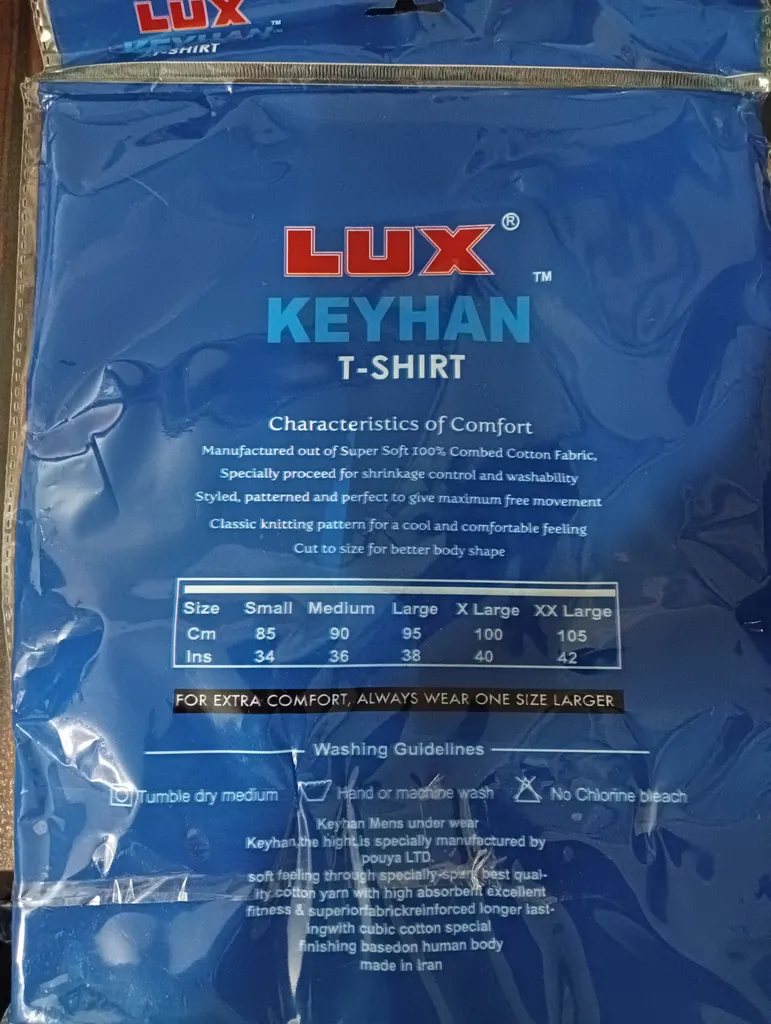 LUX
KEYHAN™
T-SHIRT
LUX®
KEYHAN™
T-SHIRT
Characteristics of Comfort
Manufactured out of Super Soft 100% Combed Cotton Fabric,
Specially proceed for shrinkage control and washability
Styled, patterned and perfect to give maximum free movement
Classic knitting pattern for a cool and comfortable feeling
Cut to size for better body shape
Size Small Medium Large X Large XX Large
Cm 85 90 95 100 105
Ins 34 36 38 40 42
FOR EXTRA COMFORT, ALWAYS WEAR ONE SIZE LARGER
Washing Guidelines
Tumble dry medium Hand or machine wash No Chlorine bleach
Keyhan Mens under wear
Keyhan,the hight,is specially manufactured by
pouya LTD.
soft feeling through specially-spun best qual-
ity cotton yarn with high absorbent excellent
fitness & superiorfabrickreinforced longer last-
ingwith cubic cotton special
finishing basedon human body
made in Iran